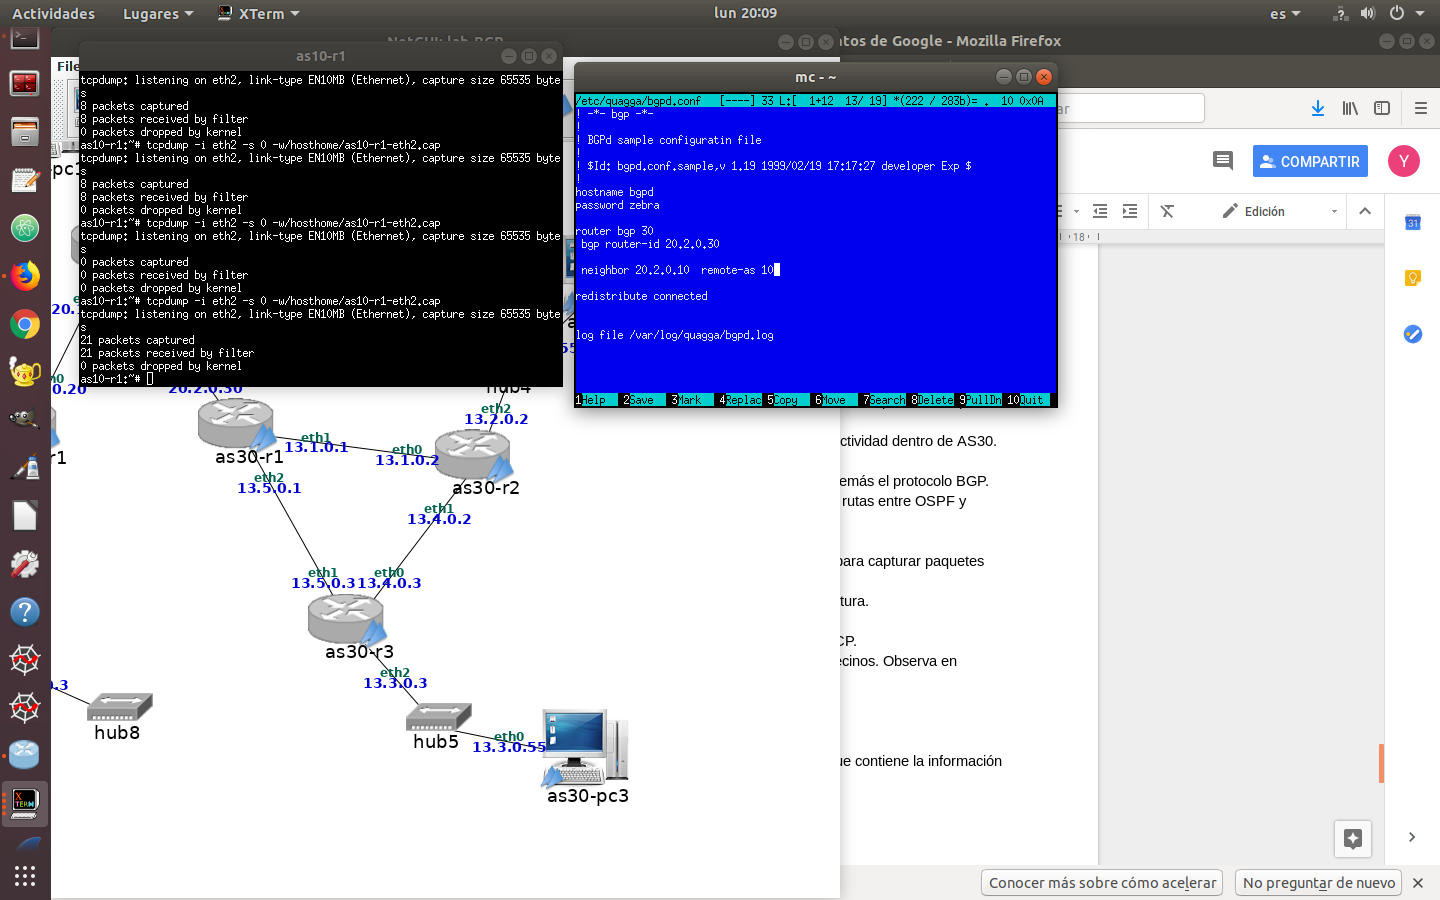 Actividades
Lugares
XTerm
lun 20:09
es
as10-r1
tcpdump: listening on eth2, link-type EN10MB (Ethernet), capture size 65535 byte
s
8 packets captured
8 packets received by filter
0 packets dropped by kernel
as10-r1:~# tcpdump -i eth2 -s 0 -w/hosthome/as10-r1-eth2.cap
tcpdump: listening on eth2, link-type EN10MB (Ethernet), capture size 65535 byte
s
8 packets captured
8 packets received by filter
0 packets dropped by kernel
as10-r1:~# tcpdump -i eth2 -s 0 -w/hosthome/as10-r1-eth2.cap
tcpdump: listening on eth2, link-type EN10MB (Ethernet), capture size 65535 byte
s
0 packets captured
0 packets received by filter
0 packets dropped by kernel
as10-r1:~# tcpdump -i eth2 -s 0 -w/hosthome/as10-r1-eth2.cap
tcpdump: listening on eth2, link-type EN10MB (Ethernet), capture size 65535 byte
s
21 packets captured
21 packets received by filter
0 packets dropped by kernel
as10-r1:~#
mc - ~
/etc/quagga/bgpd.conf [----] 33 L:[ 1+12 13/ 19] *(222 / 283b)= . 10 0x0A
! -*- bgp -*-
!
! BGPd sample configuratin file
!
! $Id: bgpd.conf.sample,v 1.19 1999/02/19 17:17:27 developer Exp $
!
hostname bgpd
password zebra
router bgp 30
bgp router-id 20.2.0.30
neighbor 20.2.0.10 remote-as 10
redistribute connected
log file /var/log/quagga/bgpd.log
1Help 2Save 3Mark 4Replac 5Copy 6Move 7Search 8Delete 9PullDn 10Quit
tos de Google - Mozilla Firefox
COMPARTIR
Y
Edición
18
31
File
20.2.0.30
hub4
eth2
13.2.0.2
eth1
13.1.0.1
eth0
13.1.0.2
as30-r1
as30-r2
eth2
13.5.0.1
eth1
13.4.0.2
eth1
13.5.0.3
eth0
13.4.0.3
as30-r3
eth2
13.3.0.3
hub8
hub5
eth0
13.3.0.55
as30-pc3
ctividad dentro de AS30.
emás el protocolo BGP.
rutas entre OSPF y
para capturar paquetes
tura.
CP.
ecinos. Observa en
ue contiene la información
Conocer más sobre cómo acelerar
No preguntar de nuevo